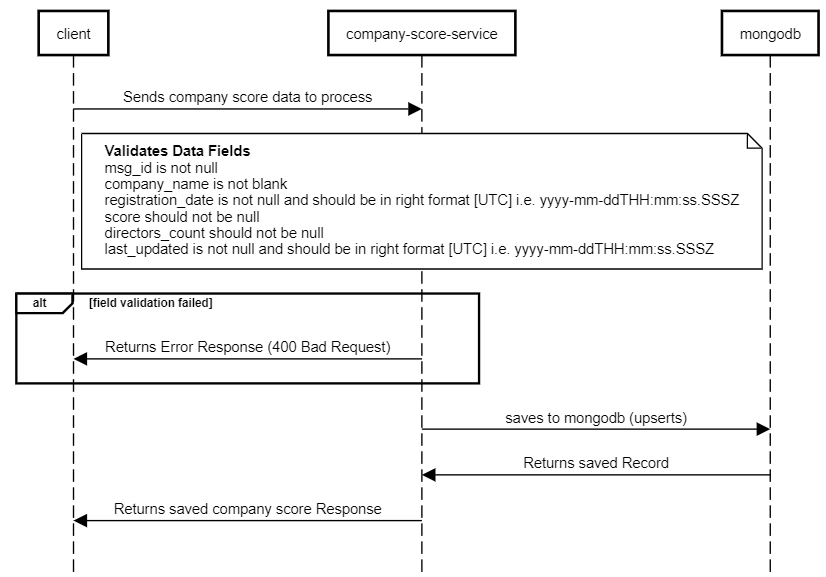 client
company-score-service
mongodb
Sends company score data to process
Validates Data Fields
msg_id is not null
company_name is not blank
registration_date is not null and should be in right format [UTC] i.e. yyyy-mm-ddTHH:mm:ss.SSSZ
score should not be null
directors_count should not be null
last_updated is not null and should be in right format [UTC] i.e. yyyy-mm-ddTHH:mm:ss.SSSZ
alt
[field validation failed]
Returns Error Response (400 Bad Request)
saves to mongodb (upserts)
Returns saved Record
Returns saved company score Response